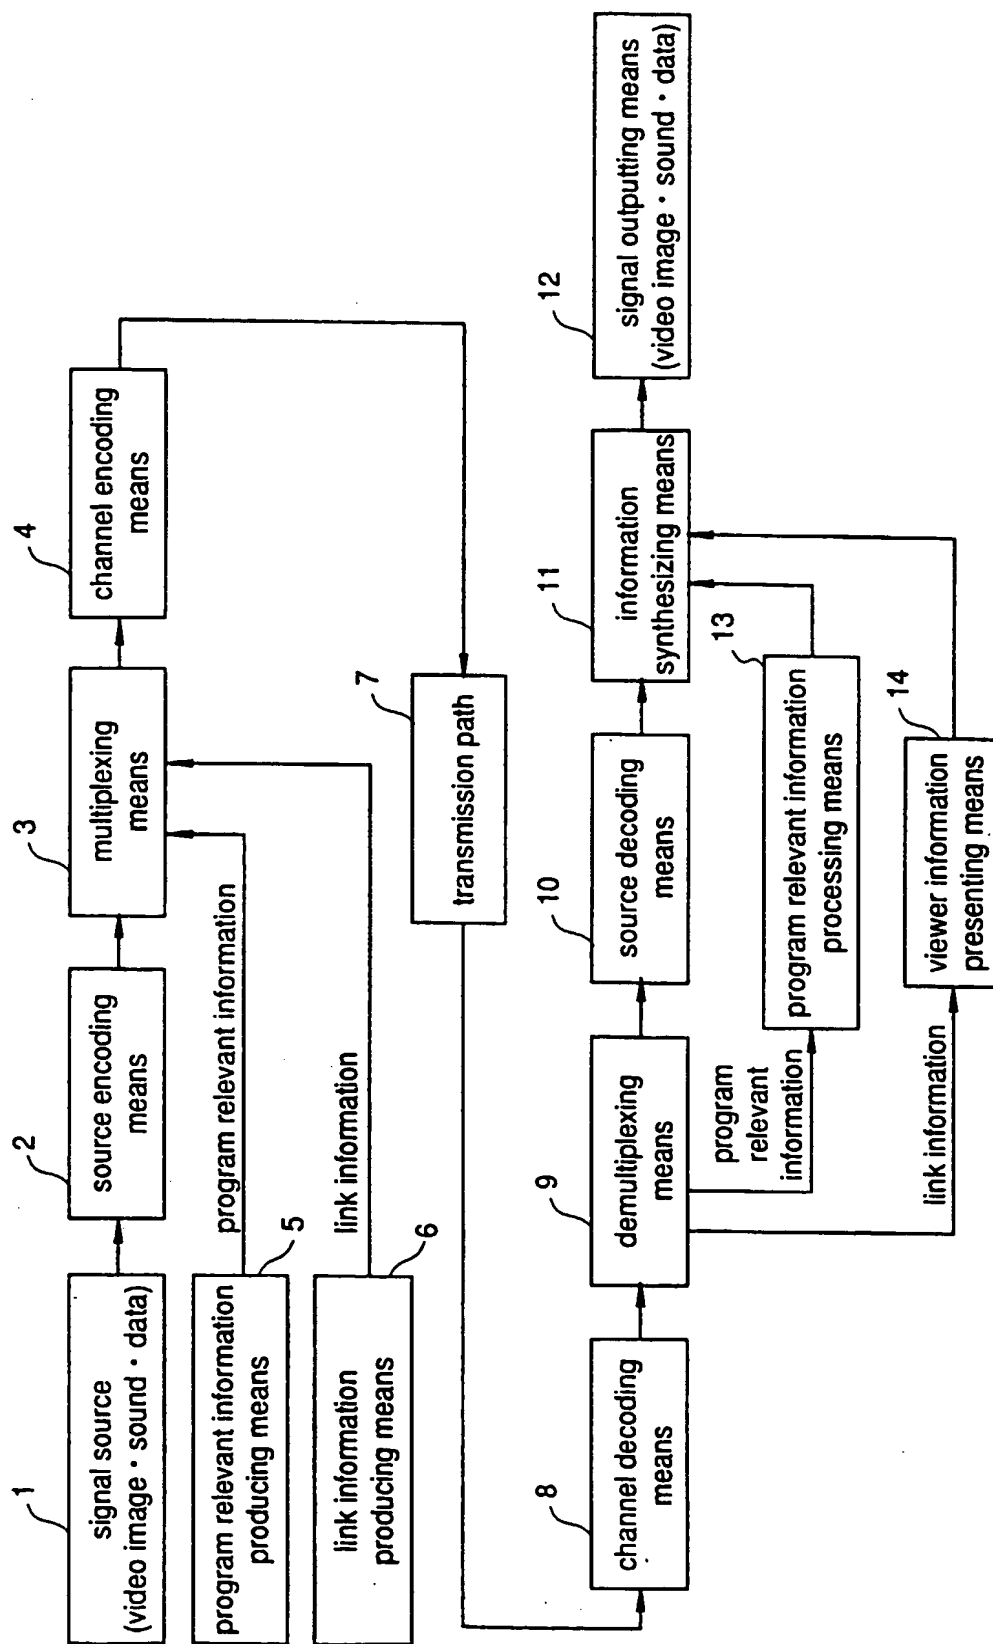 1
signal source
(video image・sound・data)
2
source encoding
means
3
multiplexing
means
4
channel encoding
means
program relevant information
5
program relevant information
producing means
link information
6
link information
producing means
7
transmission path
8
channel decoding
means
9
demultiplexing
means
10
source decoding
means
11
information
synthesizing means
12
signal outputting means
(video image・sound・data)
program
relevant
information
13
program relevant information
processing means
link information
14
viewer information
presenting means